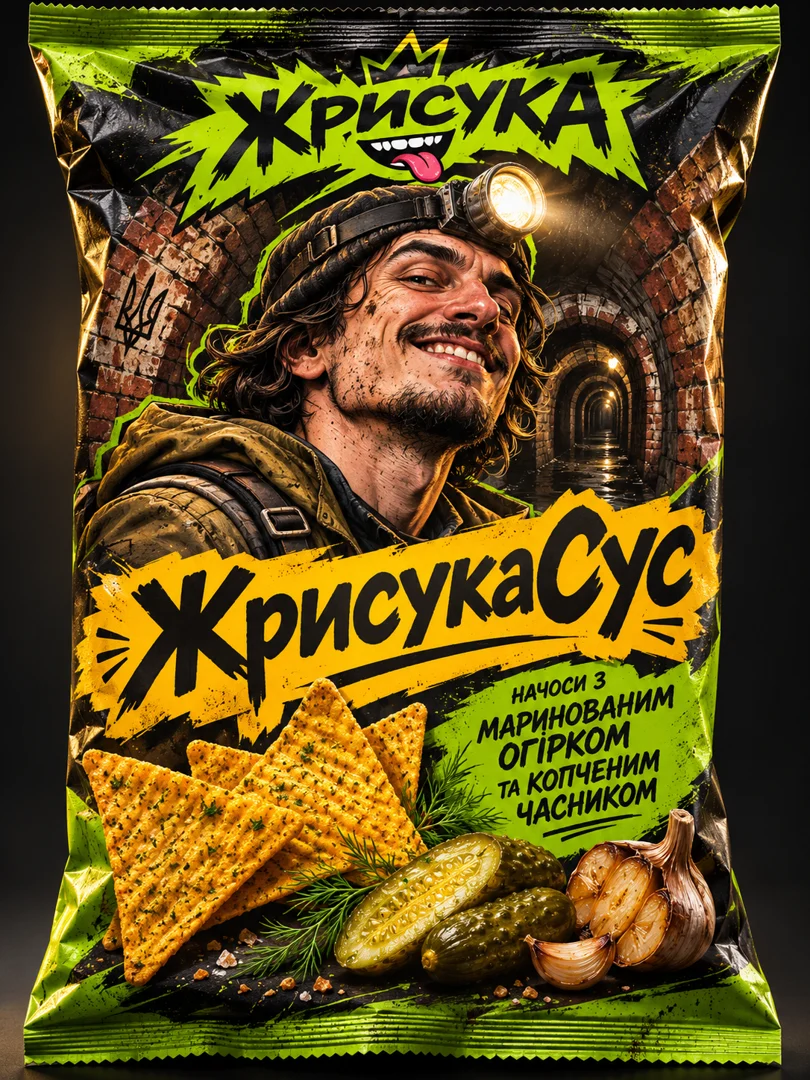 Жрисука
ЖрисукаСус
НАЧОСИ З
МАРИНОВАНИМ
ОГІРКОМ
ТА КОПЧЕНИМ
ЧАСНИКОМ